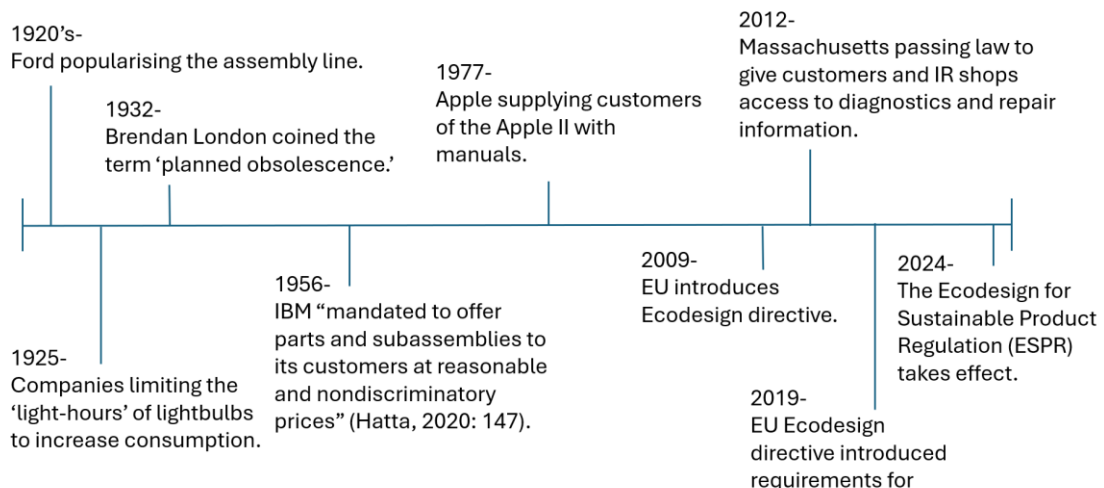 1920’s-
Ford popularising the assembly line.
1932-
Brendan London coined the
term ‘planned obsolescence.’
1977-
Apple supplying customers
of the Apple II with
manuals.
2012-
Massachusetts passing law to
give customers and IR shops
access to diagnostics and repair
information.
1925-
Companies limiting the
‘light-hours’ of lightbulbs
to increase consumption.
1956-
IBM “mandated to offer
parts and subassemblies to
its customers at reasonable
and nondiscriminatory
prices” (Hatta, 2020: 147).
2009-
EU introduces
Ecodesign directive.
2019-
EU Ecodesign
directive introduced
requirements for
2024-
The Ecodesign for
Sustainable Product
Regulation (ESPR)
takes effect.